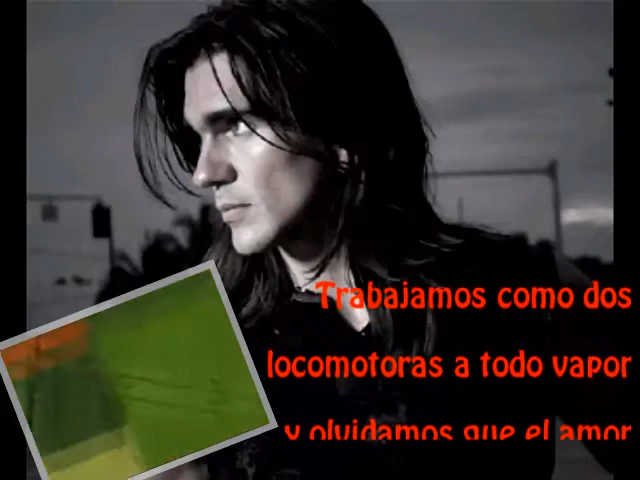 Trabajamos como dos
locomotoras a todo vapor
y olvidamos que el amor